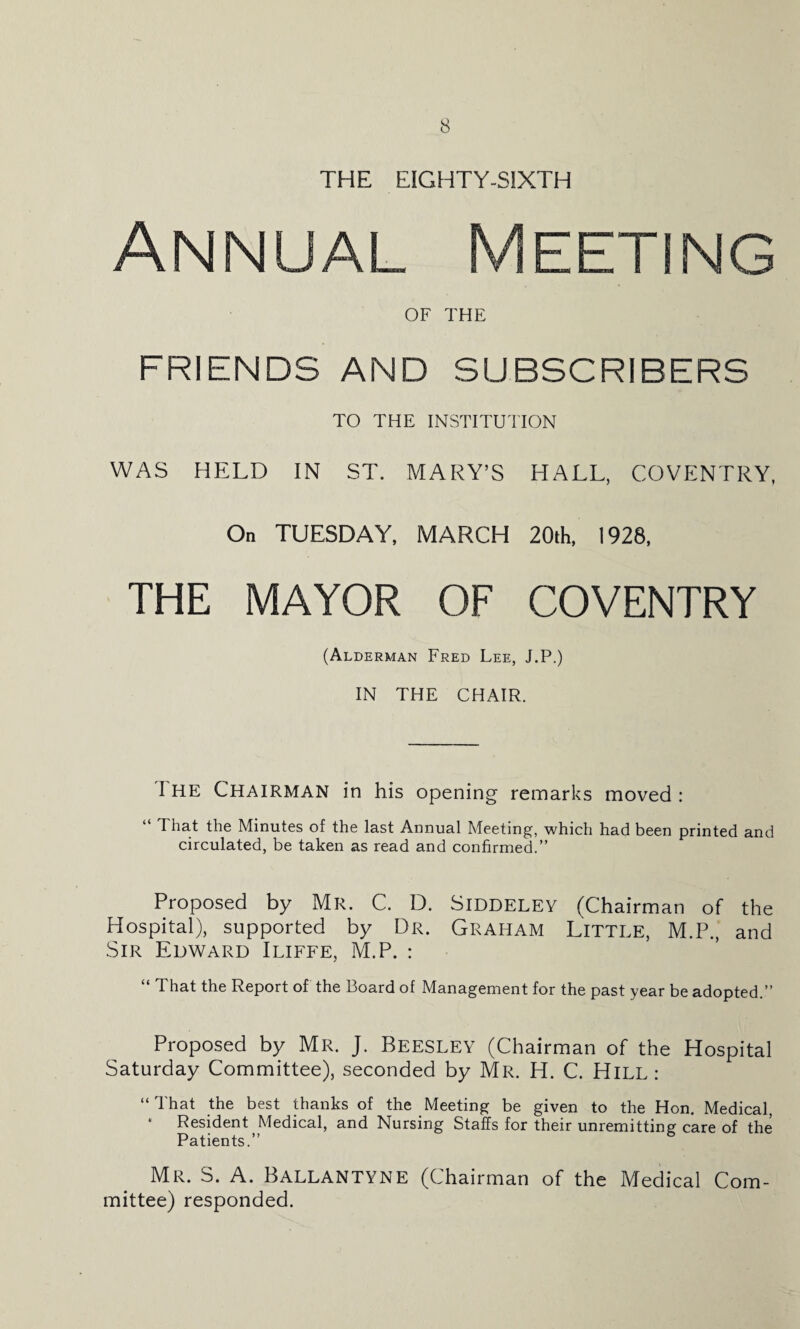 8
THE EIGHTY-SIXTH
ANNUAL MEETING
OF THE
FRIENDS AND SUBSCRIBERS
TO THE INSTITUTION
WAS HELD IN ST. MARY'S HALL, COVENTRY,
On TUESDAY, MARCH 20th, 1928,
THE MAYOR OF COVENTRY
(ALDERMAN FRED LEE, J.P.)
IN THE CHAIR.
THE CHAIRMAN in his opening remarks moved :
“ That the Minutes of the last Annual Meeting, which had been printed and
circulated, be taken as read and confirmed.”
Proposed by MR. C. D. SIDDELEY (Chairman of the
Hospital), supported by DR. GRAHAM LITTLE, M.P., and
SIR EDWARD ILIFFE, M.P. :
“ That the Report of the Board of Management for the past year be adopted.”
Proposed by MR. J. BEESLEY (Chairman of the Hospital
Saturday Committee), seconded by MR. H. C. HILL :
“ That the best thanks of the Meeting be given to the Hon. Medical,
‘ Resident Medical, and Nursing Staffs for their unremitting care of the
Patients.”
MR. S. A. BALLANTYNE (Chairman of the Medical Com-
mittee) responded.